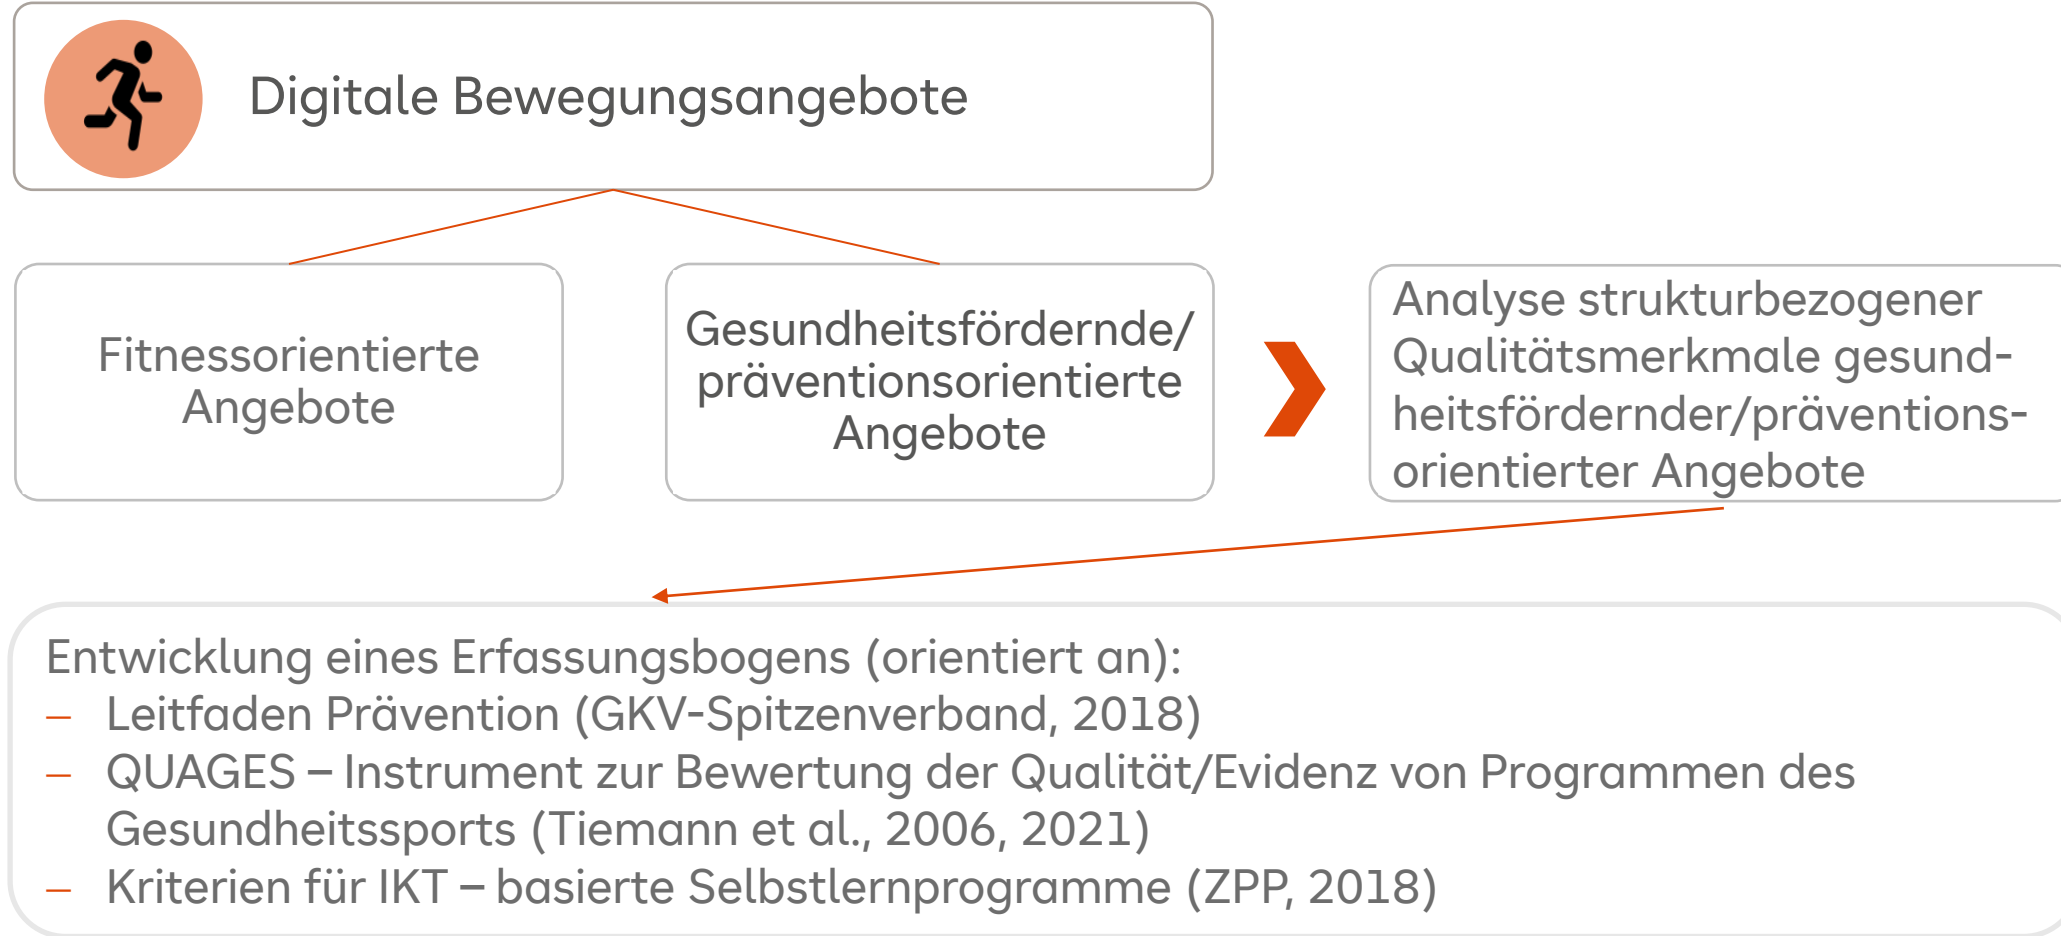 Digitale Bewegungsangebote
Fitnessorientierte
Angebote
Gesundheitsfördernde/
präventionsorientierte
Angebote
Analyse strukturbezogener
Qualitätsmerkmale gesund-
heitsfördernder/präventions-
orientierter Angebote
Entwicklung eines Erfassungsbogens (orientiert an):
– Leitfaden Prävention (GKV-Spitzenverband, 2018)
– QUAGES – Instrument zur Bewertung der Qualität/Evidenz von Programmen des
Gesundheitssports (Tiemann et al., 2006, 2021)
– Kriterien für IKT – basierte Selbstlernprogramme (ZPP, 2018)